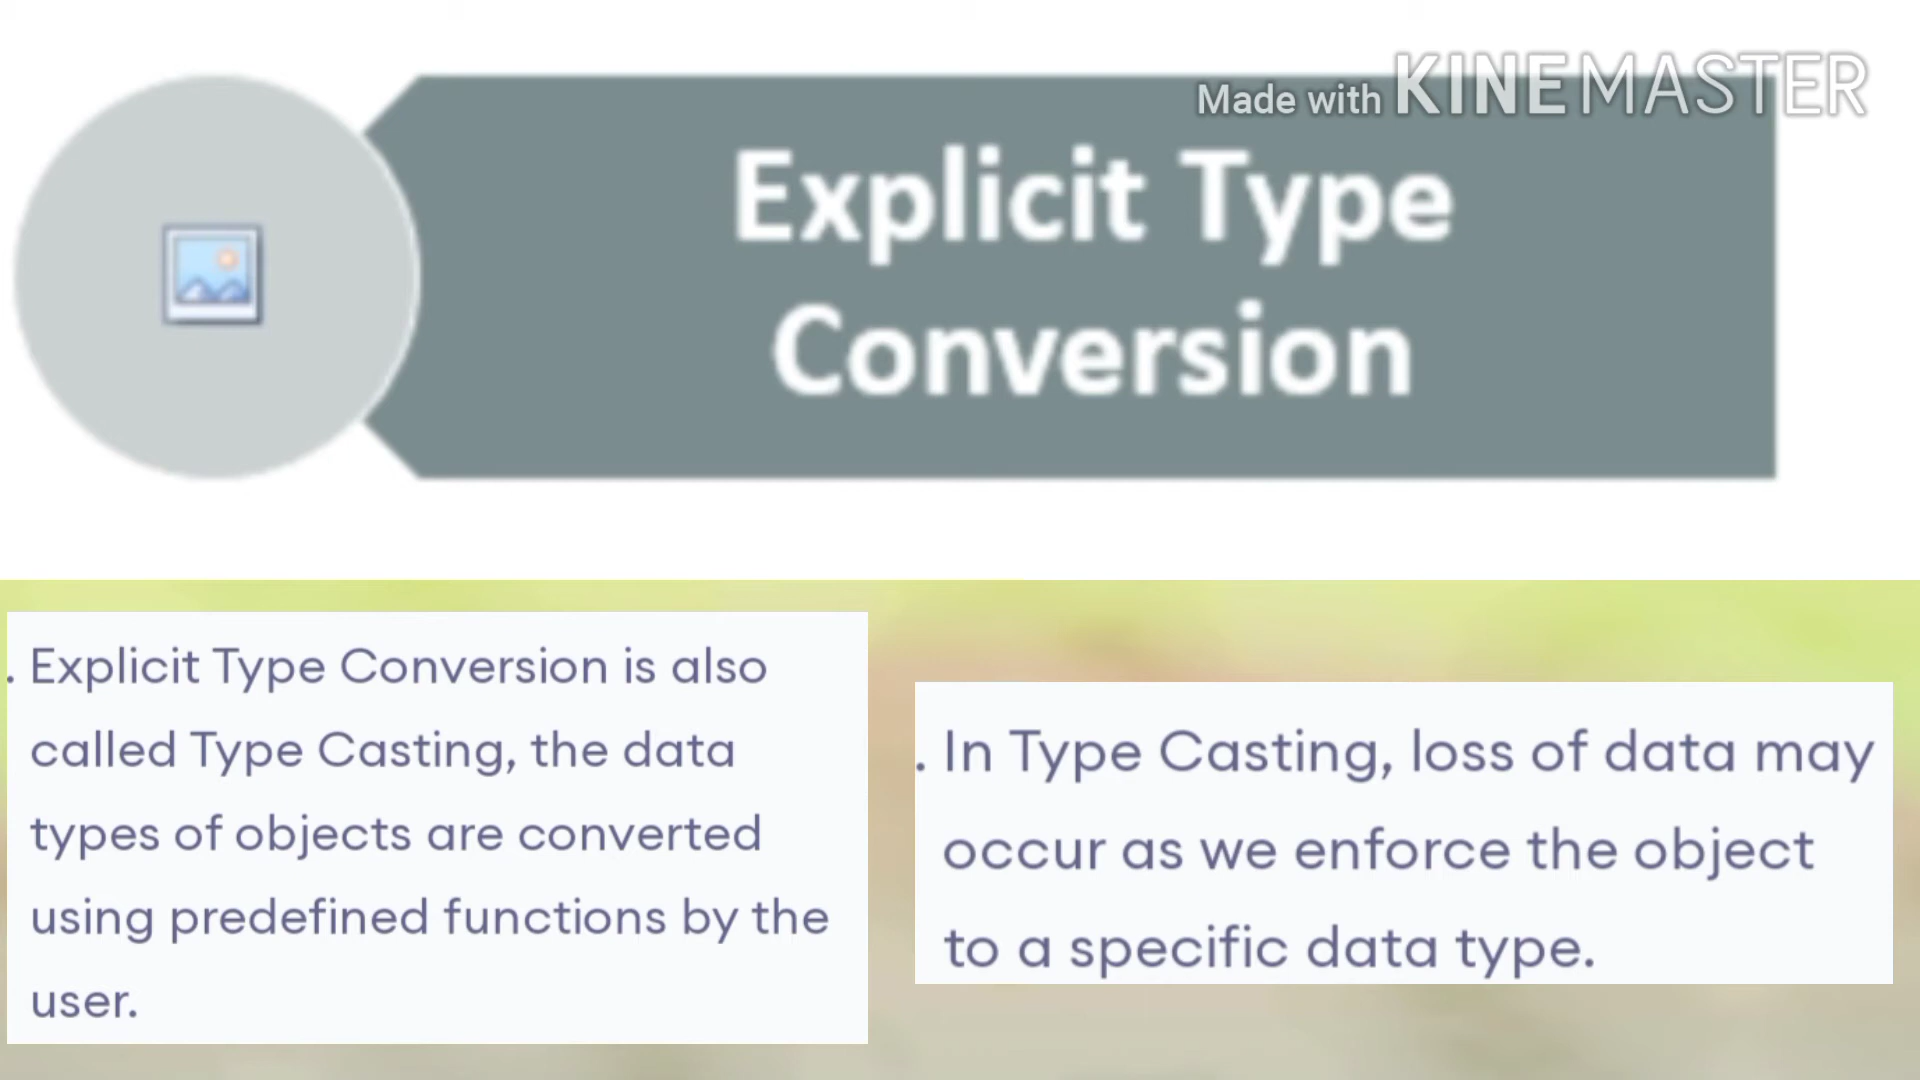 Made with KINEMASTER
Explicit Type
Conversion
. Explicit Type Conversion is also
called Type Casting, the data
types of objects are converted
using predefined functions by the
user.
. In Type Casting, loss of data may
occur as we enforce the object
to a specific data type.